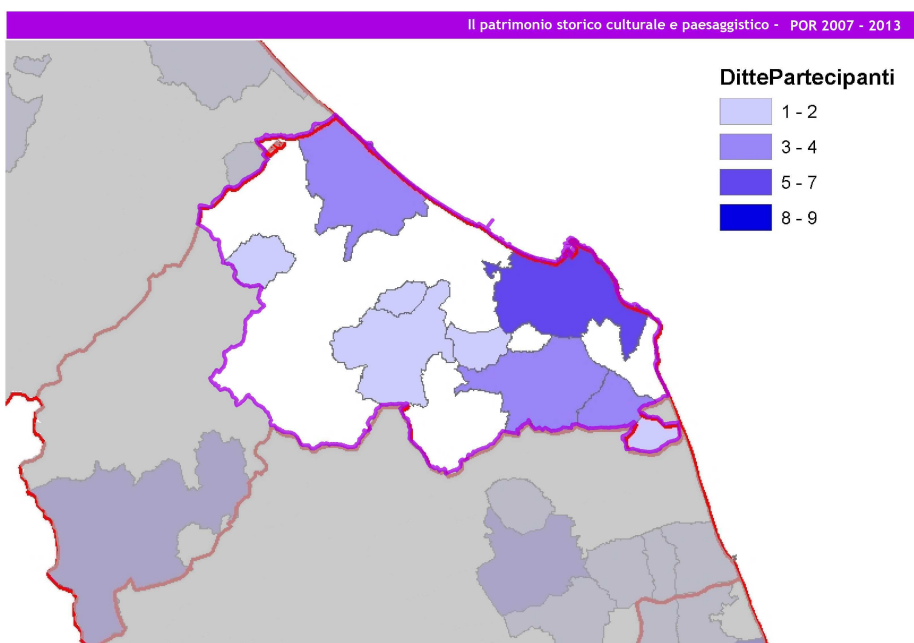 Il patrimonio storico culturale e paesaggistico - POR 2007 - 2013
DittePartecipanti
1 - 2
3 - 4
5 - 7
8 - 9